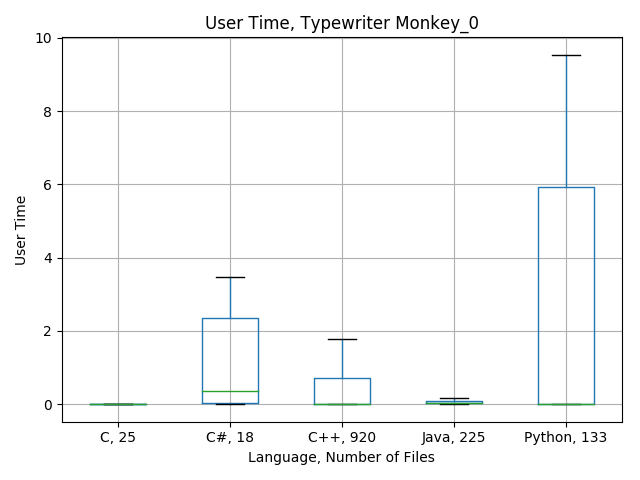 User Time, Typewriter Monkey_0
10
8
6
4
2
0
User Time
C, 25
C#, 18
C++, 920
Java, 225
Python, 133
Language, Number of Files